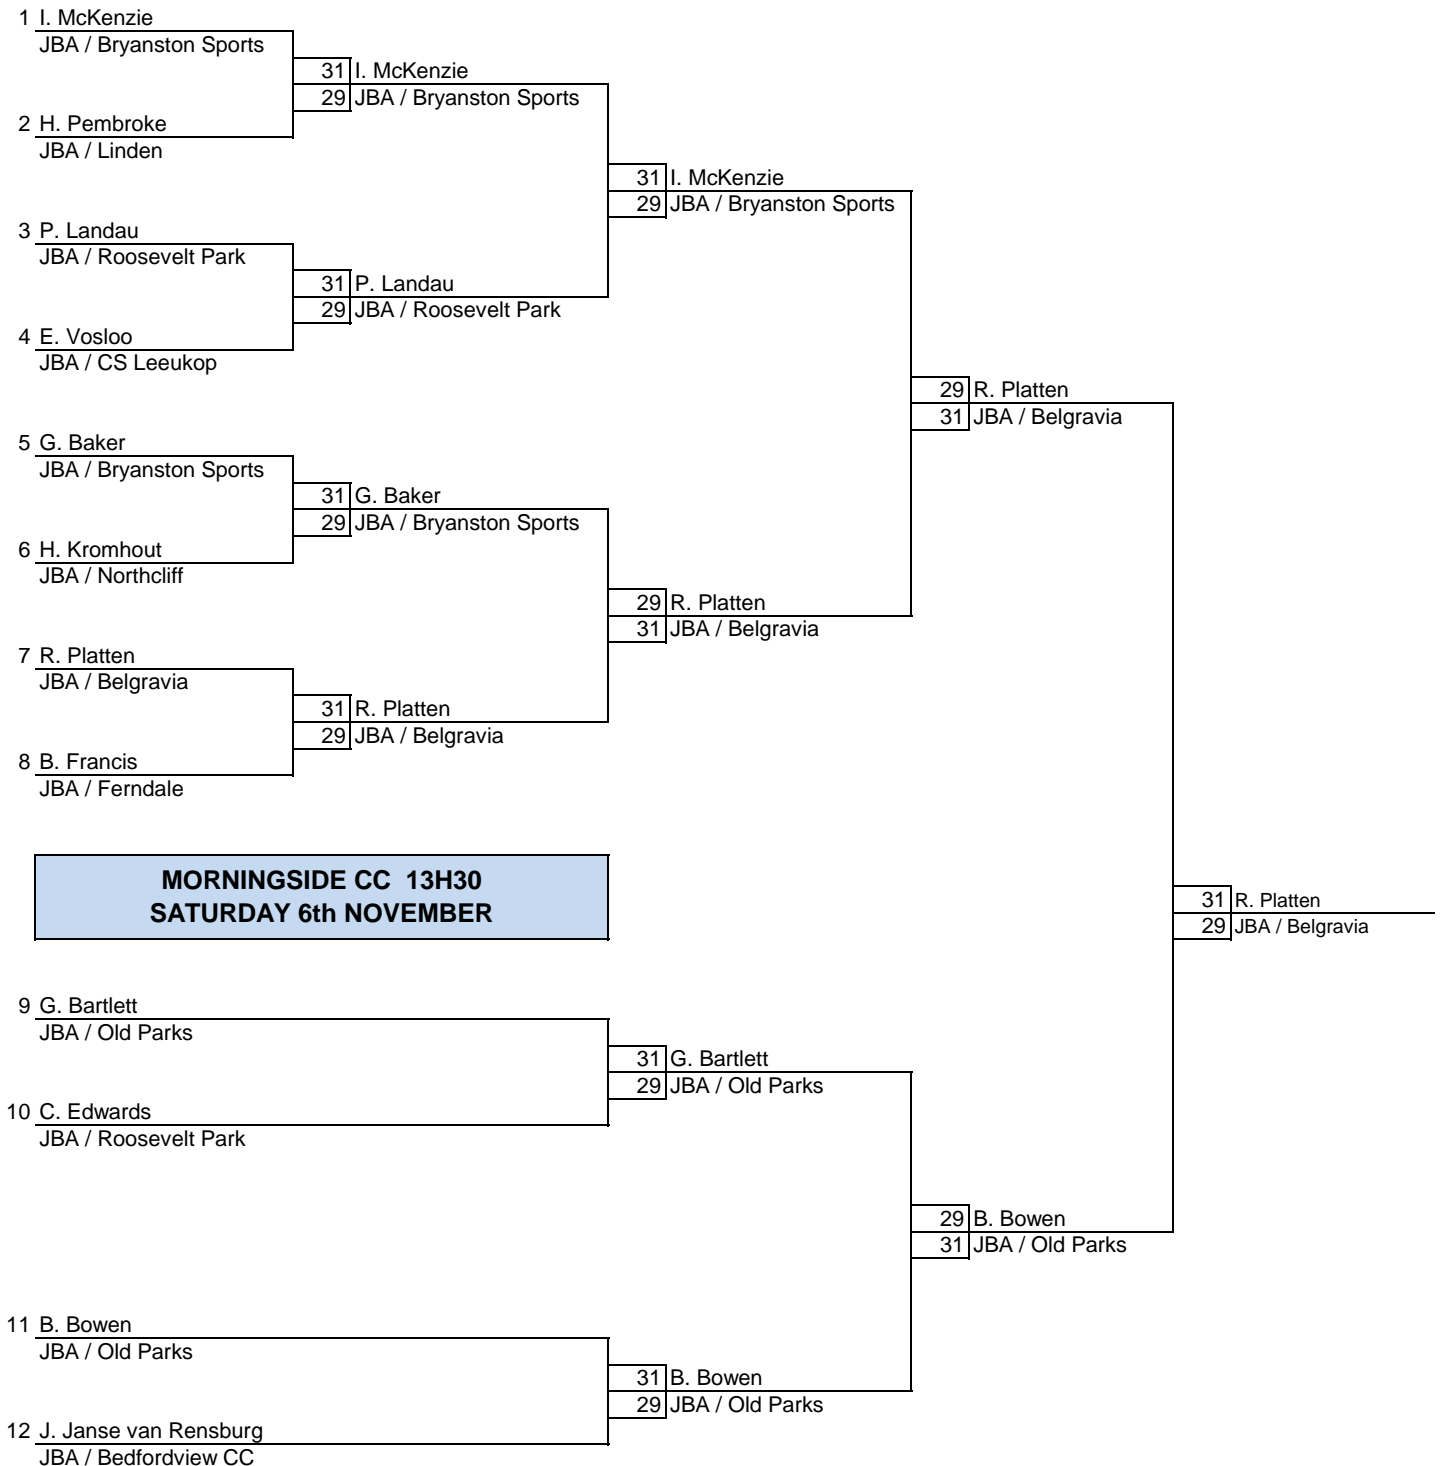 1 I. McKenzie
JBA / Bryanston Sports
31 I. McKenzie
29 JBA / Bryanston Sports
2 H. Pembroke
JBA / Linden
31 I. McKenzie
29 JBA / Bryanston Sports
3 P. Landau
JBA / Roosevelt Park
31 P. Landau
29 JBA / Roosevelt Park
4 E. Vosloo
JBA / CS Leeukop
29 R. Platten
31 JBA / Belgravia
5 G. Baker
JBA / Bryanston Sports
31 G. Baker
29 JBA / Bryanston Sports
6 H. Kromhout
JBA / Northcliff
29 R. Platten
31 JBA / Belgravia
7 R. Platten
JBA / Belgravia
31 R. Platten
29 JBA / Belgravia
8 B. Francis
JBA / Ferndale
MORNINGSIDE CC 13H30
SATURDAY 6th NOVEMBER
31 R. Platten
29 JBA / Belgravia
9 G. Bartlett
JBA / Old Parks
31 G. Bartlett
29 JBA / Old Parks
10 C. Edwards
JBA / Roosevelt Park
29 B. Bowen
31 JBA / Old Parks
11 B. Bowen
JBA / Old Parks
31 B. Bowen
29 JBA / Old Parks
12 J. Janse van Rensburg
JBA / Bedfordview CC